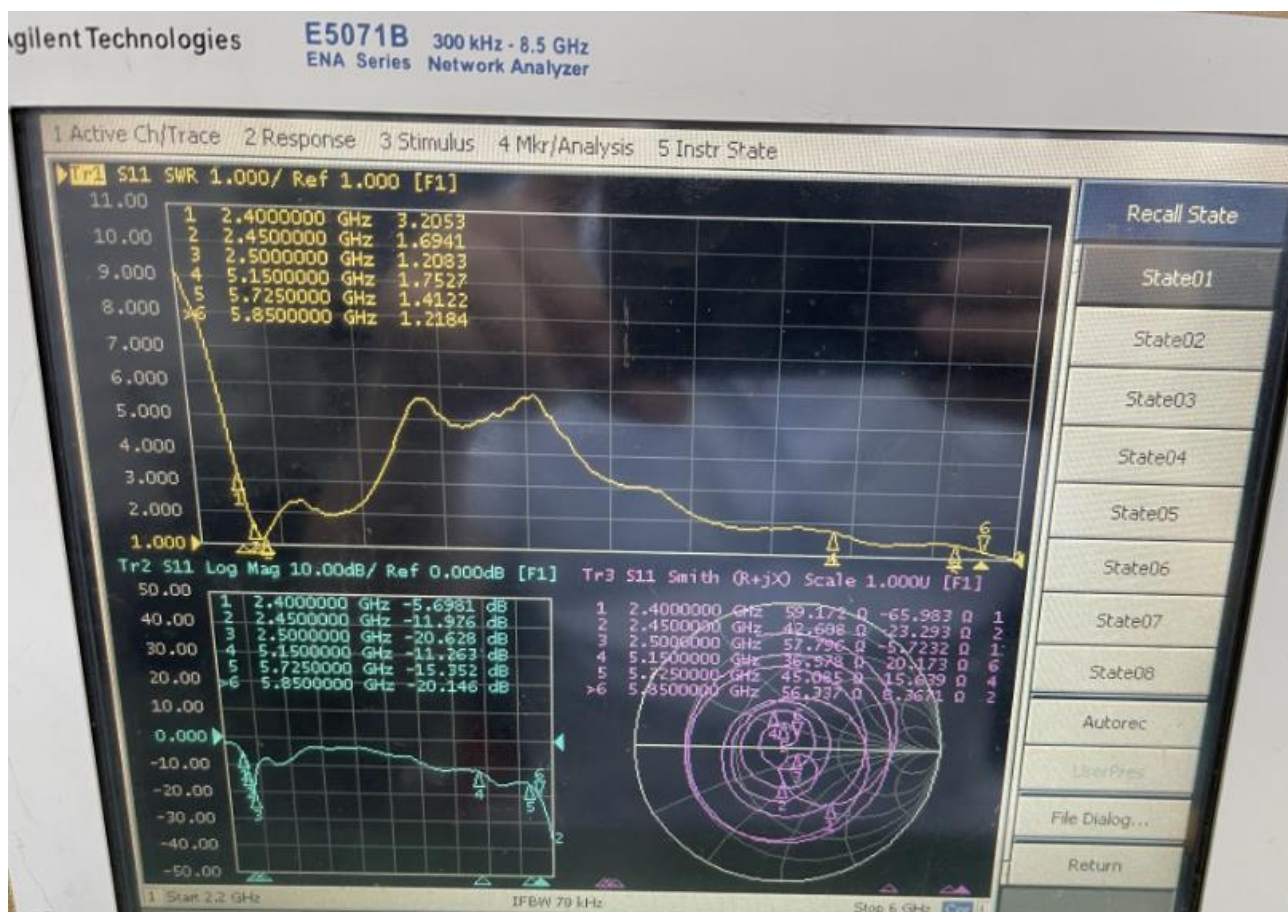 gilent Technologies
E5071B 300 kHz - 8.5 GHz
ENA Series Network Analyzer
1 Active Ch/Trace 2 Response 3 Stimulus 4 Mkr/Analysis 5 Instr State
Tr1 S11 SWR 1.000/ Ref 1.000 [F1]
11.00
10.00
9.000
8.000
7.000
6.000
5.000
4.000
3.000
2.000
1.000
1 2.4000000 GHz 3.2053
2 2.4500000 GHz 1.6941
3 2.5000000 GHz 1.2083
4 5.1500000 GHz 1.7527
5 5.7250000 GHz 1.4122
>6 5.8500000 GHz 1.2184
Tr2 S11 Log Mag 10.00dB/ Ref 0.000dB [F1]
50.00
40.00
30.00
20.00
10.00
0.000
-10.00
-20.00
-30.00
-40.00
-50.00
1 2.4000000 GHz -5.6981 dB
2 2.4500000 GHz -11.976 dB
3 2.5000000 GHz -20.628 dB
4 5.1500000 GHz -11.263 dB
5 5.7250000 GHz -15.352 dB
>6 5.8500000 GHz -20.146 dB
Tr3 S11 Smith (R+jX) Scale 1.000U [F1]
1 2.4000000 GHz 59.172 Ω -65.983 Ω 1
2 2.4500000 GHz 42.608 Ω -23.293 Ω 2
3 2.5000000 GHz 57.796 Ω -5.7232 Ω 1
4 5.1500000 GHz 36.978 Ω 20.173 Ω 6
5 5.7250000 GHz 45.085 Ω 15.639 Ω 4
>6 5.8500000 GHz 56.337 Ω 8.3671 Ω 2
1 Start 2.2 GHz
IFBW 70 kHz
Stop 6 GHz Cor
Recall State
State01
State02
State03
State04
State05
State06
State07
State08
Autorec
UserPres
File Dialog...
Return